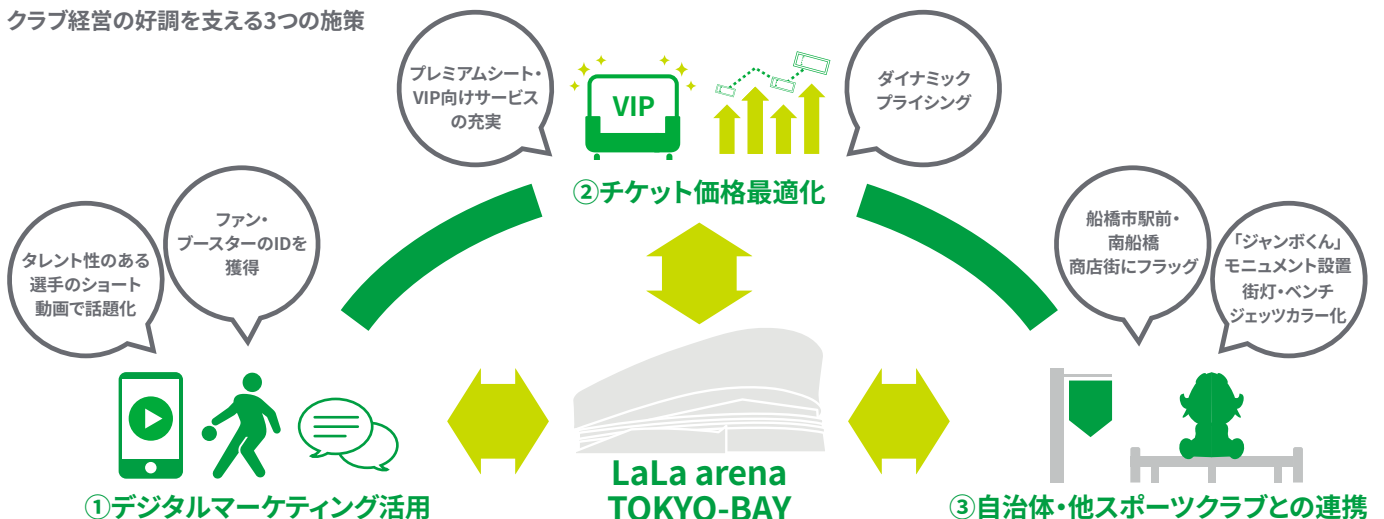 クラブ経営の好調を支える3つの施策
プレミアムシート・
VIP向けサービス
の充実
VIP
ダイナミック
プライシング
②チケット価格最適化
タレント性のある
選手のショート
動画で話題化
ファン・
ブースターのIDを
獲得
①デジタルマーケティング活用
LaLa arena
TOKYO-BAY
船橋市駅前・
南船橋
商店街にフラッグ
「ジャンボくん」
モニュメント設置
街灯・ベンチ
ジェッツカラー化
③自治体・他スポーツクラブとの連携